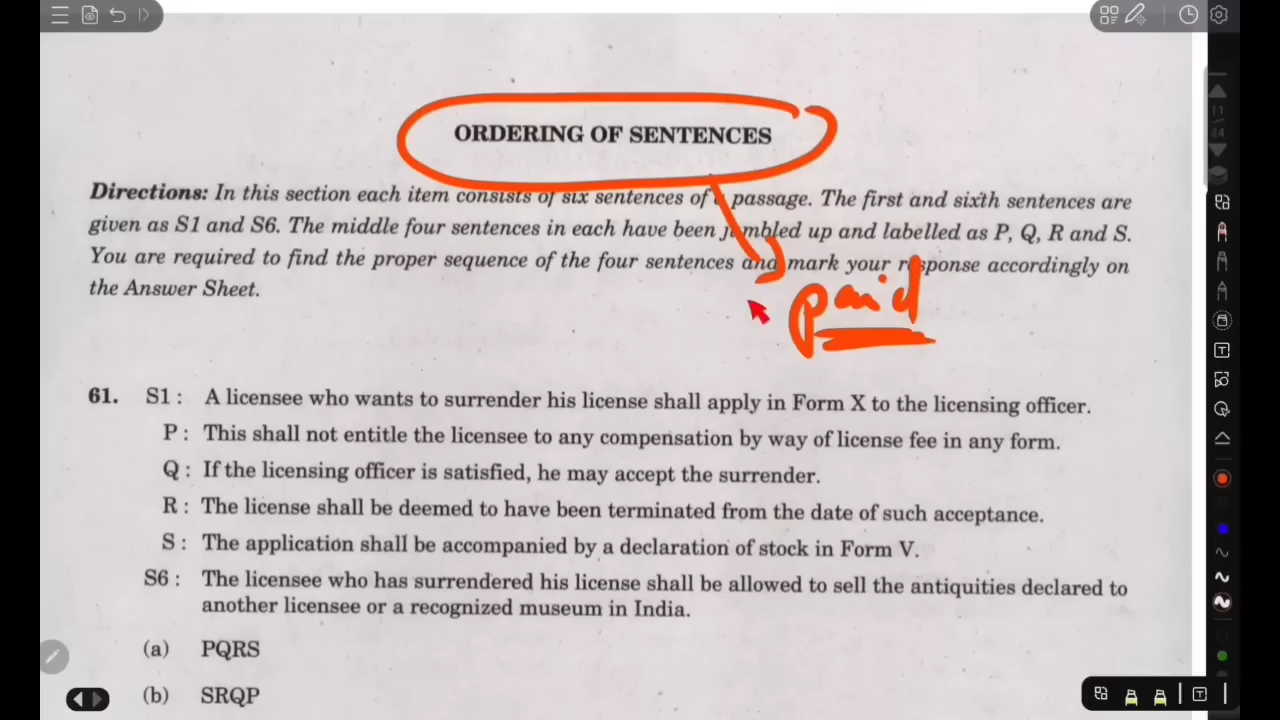 ORDERING OF SENTENCES
Directions: In this section each item consists of six sentences of a passage. The first and sixth sentences are
given as S1 and S6. The middle four sentences in each have been jumbled up and labelled as P, Q, R and S.
You are required to find the proper sequence of the four sentences and mark your response accordingly on
the Answer Sheet.
paid
61. S1 : A licensee who wants to surrender his license shall apply in Form X to the licensing officer.
P : This shall not entitle the licensee to any compensation by way of license fee in any form.
Q : If the licensing officer is satisfied, he may accept the surrender.
R : The license shall be deemed to have been terminated from the date of such acceptance.
S : The application shall be accompanied by a declaration of stock in Form V.
S6 : The licensee who has surrendered his license shall be allowed to sell the antiquities declared to
another licensee or a recognized museum in India.
(a) PQRS
(b) SRQP